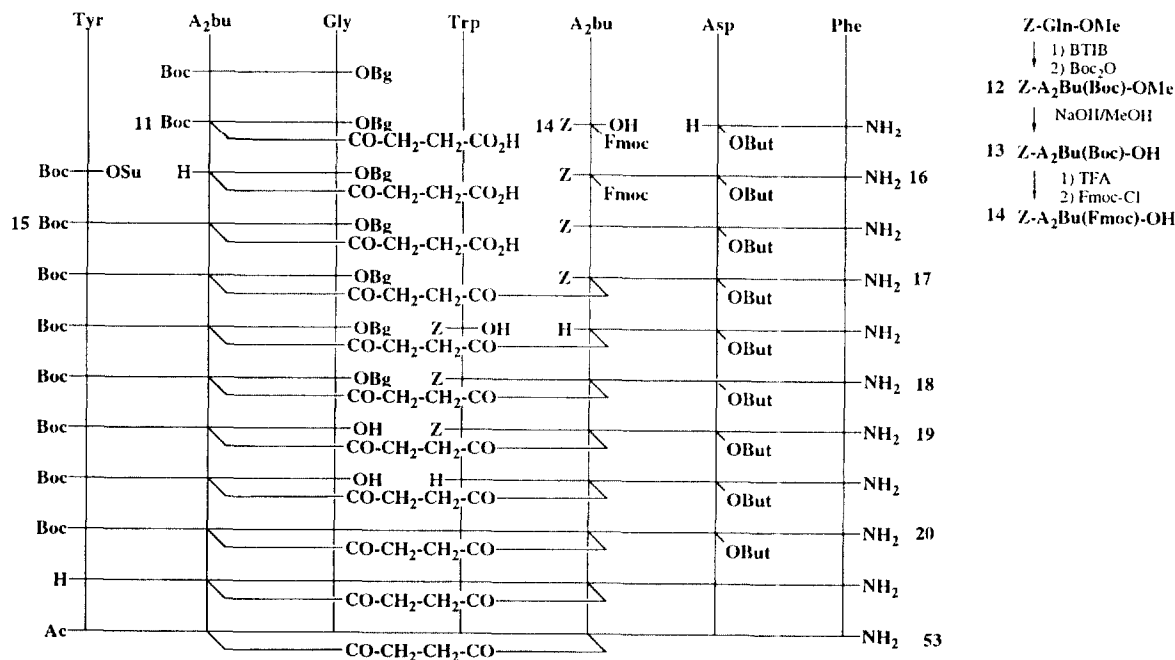 Tyr A₂bu Gly Trp A₂bu Asp Phe
Boc OBg
11 Boc OBg 14 Z OH H NH₂
CO-CH₂-CH₂-CO₂H Fmoc OBut
Boc OSu H OBg Z NH₂ 16
CO-CH₂-CH₂-CO₂H Fmoc OBut
15 Boc OBg Z NH₂
CO-CH₂-CH₂-CO₂H OBut
Boc OBg Z NH₂ 17
CO-CH₂-CH₂-CO OBut
Boc OBg Z OH H NH₂
CO-CH₂-CH₂-CO OBut
Boc OBg Z NH₂ 18
CO-CH₂-CH₂-CO OBut
Boc OH Z NH₂ 19
CO-CH₂-CH₂-CO OBut
Boc OH H NH₂
CO-CH₂-CH₂-CO OBut
Boc NH₂ 20
CO-CH₂-CH₂-CO OBut
H NH₂
CO-CH₂-CH₂-CO
Ac NH₂ 53
CO-CH₂-CH₂-CO
Z-Gln-OMe
1) BTIB
2) Boc₂O
12 Z-A₂Bu(Boc)-OMe
NaOH/MeOH
13 Z-A₂Bu(Boc)-OH
1) TFA
2) Fmoc-Cl
14 Z-A₂Bu(Fmoc)-OH